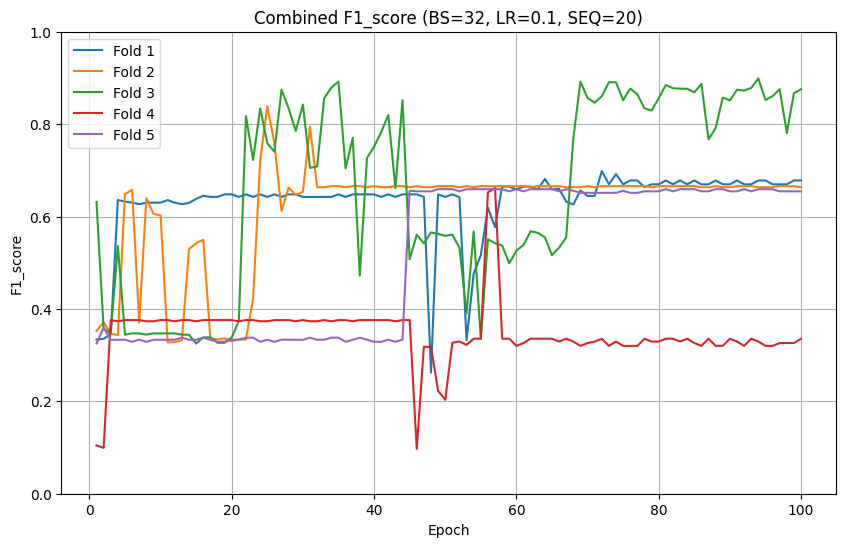 Combined F1_score (BS=32, LR=0.1, SEQ=20)
Fold 1
Fold 2
Fold 3
Fold 4
Fold 5
F1_score
1.0
0.8
0.6
0.4
0.2
0.0
0
20
40
60
80
100
Epoch